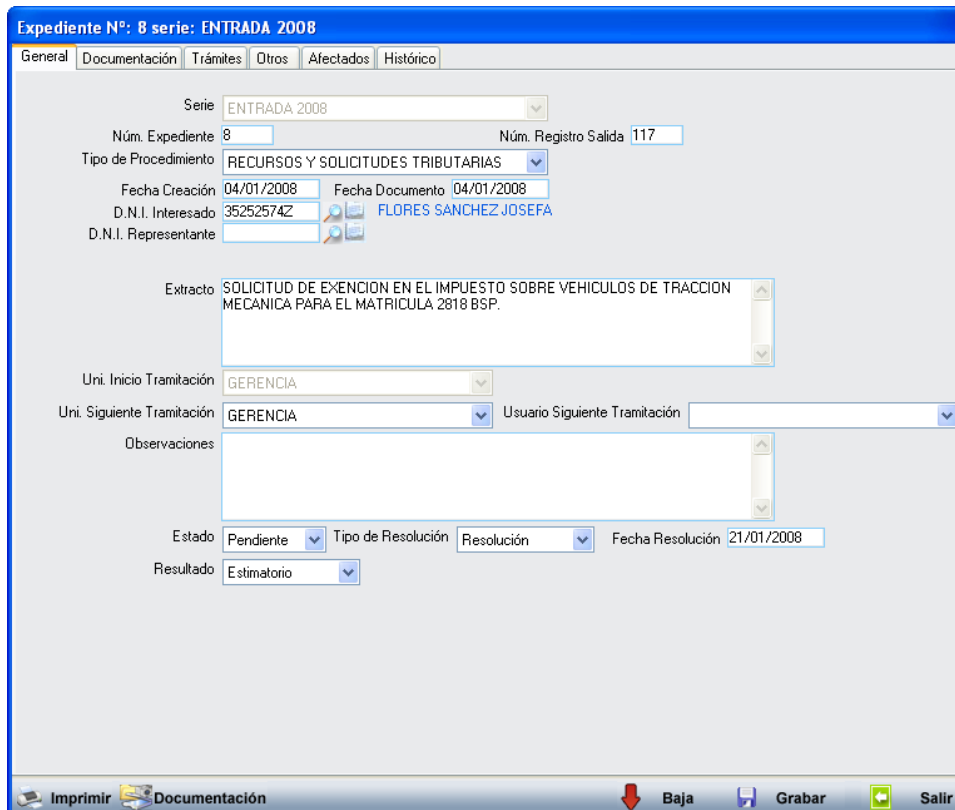 Expediente Nº: 8 serie: ENTRADA 2008
General Documentación Trámites Otros Afectados Histórico
Serie ENTRADA 2008
Núm. Expediente 8 Núm. Registro Salida 117
Tipo de Procedimiento RECURSOS Y SOLICITUDES TRIBUTARIAS
Fecha Creación 04/01/2008 Fecha Documento 04/01/2008
D.N.I. Interesado 35252574Z FLORES SANCHEZ JOSEFA
D.N.I. Representante
Extracto SOLICITUD DE EXENCION EN EL IMPUESTO SOBRE VEHICULOS DE TRACCION
MECANICA PARA EL MATRICULA 2818 BSP.
Uni. Inicio Tramitación GERENCIA
Uni. Siguiente Tramitación GERENCIA Usuario Siguiente Tramitación
Observaciones
Estado Pendiente Tipo de Resolución Resolución Fecha Resolución 21/01/2008
Resultado Estimatorio
Imprimir Documentación Baja Grabar Salir